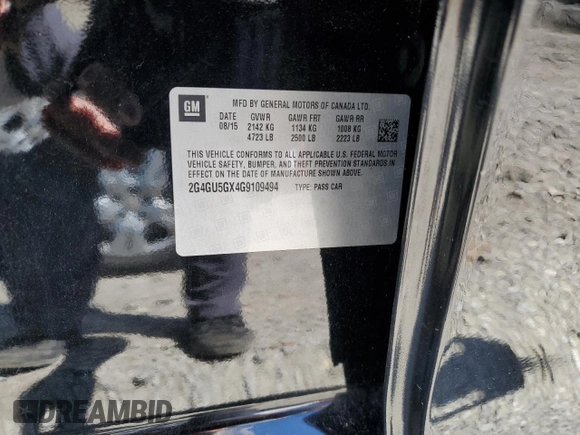 GM
MFD BY GENERAL MOTORS OF CANADA LTD.
DATE GVWR GAWR FRT GAWR RR
08/15 2142 KG 1134 KG 1008 KG
4723 LB 2500 LB 2223 LB
THIS VEHICLE CONFORMS TO ALL APPLICABLE U.S. FEDERAL MOTOR
VEHICLE SAFETY, BUMPER, AND THEFT PREVENTION STANDARDS IN
EFFECT ON THE DATE OF MANUFACTURE SHOWN ABOVE.
2G4GU5GX4G9109494 TYPE: PASS CAR
DREAMBID